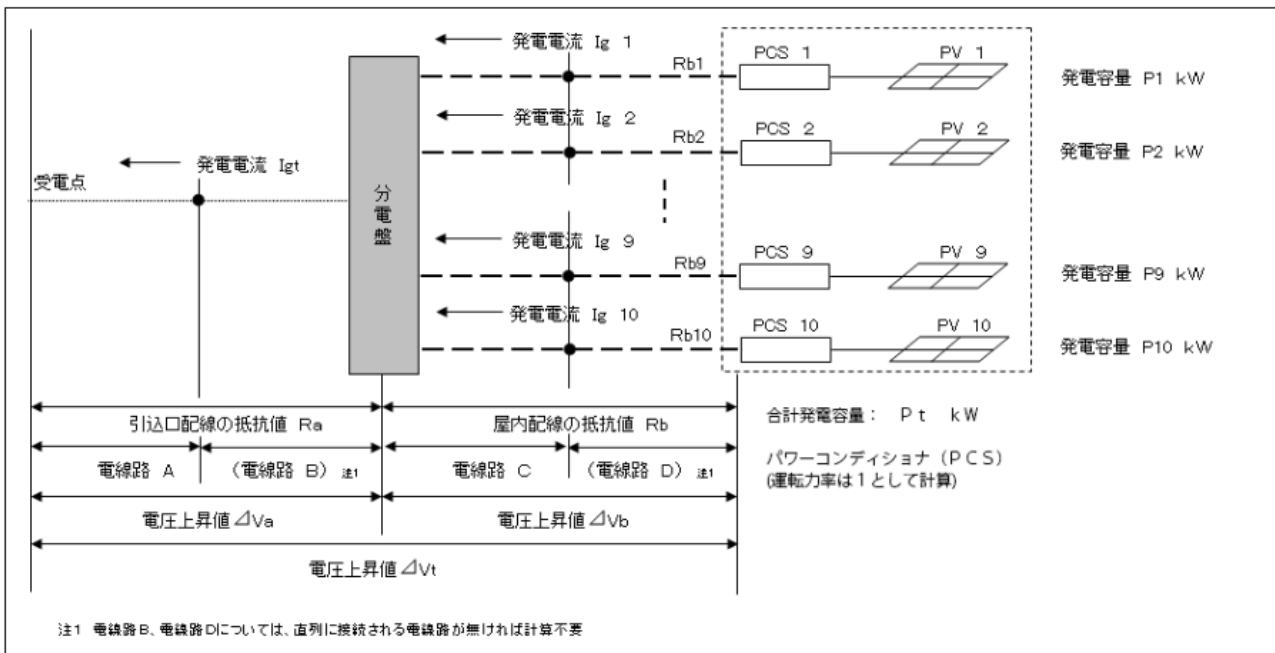 発電電流 Ig 1
Rb1
PCS 1
PV 1
発電容量 P1 kW
発電電流 Ig 2
Rb2
PCS 2
PV 2
発電容量 P2 kW
発電電流 Igt
受電点
分電盤
発電電流 Ig 9
Rb9
PCS 9
PV 9
発電容量 P9 kW
発電電流 Ig 10
Rb10
PCS 10
PV 10
発電容量 P10 kW
引込口配線の抵抗値 Ra
屋内配線の抵抗値 Rb
合計発電容量： Pt kW
電線路 A
(電線路 B) 注1
電線路 C
(電線路 D) 注1
パワーコンディショナ（PCS）
(運転力率は1として計算)
電圧上昇値⊿Va
電圧上昇値⊿Vb
電圧上昇値⊿Vt
注1 電線路B、電線路Dについては、直列に接続される電線路が無ければ計算不要